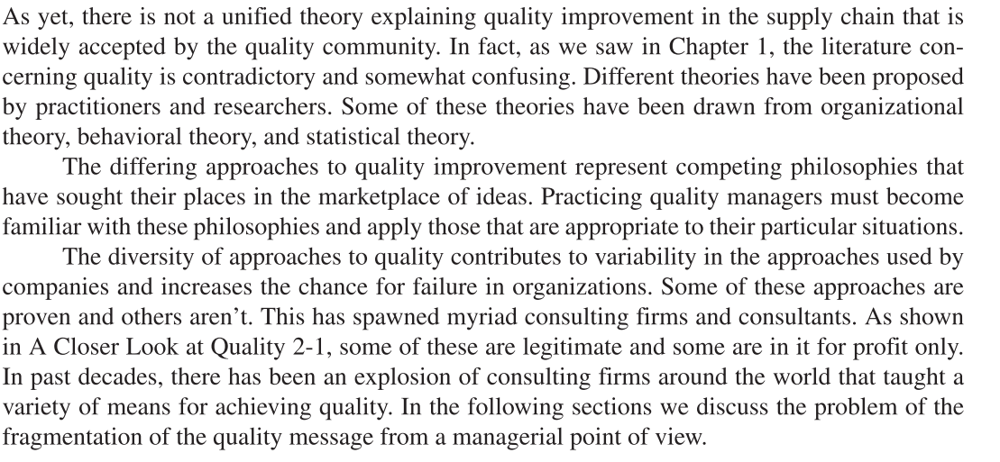 As yet, there is not a unified theory explaining quality improvement in the supply chain that is
widely accepted by the quality community. In fact, as we saw in Chapter 1, the literature con-
cerning quality is contradictory and somewhat confusing. Different theories have been proposed
by practitioners and researchers. Some of these theories have been drawn from organizational
theory, behavioral theory, and statistical theory.
The differing approaches to quality improvement represent competing philosophies that
have sought their places in the marketplace of ideas. Practicing quality managers must become
familiar with these philosophies and apply those that are appropriate to their particular situations.
The diversity of approaches to quality contributes to variability in the approaches used by
companies and increases the chance for failure in organizations. Some of these approaches are
proven and others aren’t. This has spawned myriad consulting firms and consultants. As shown
in A Closer Look at Quality 2-1, some of these are legitimate and some are in it for profit only.
In past decades, there has been an explosion of consulting firms around the world that taught a
variety of means for achieving quality. In the following sections we discuss the problem of the
fragmentation of the quality message from a managerial point of view.